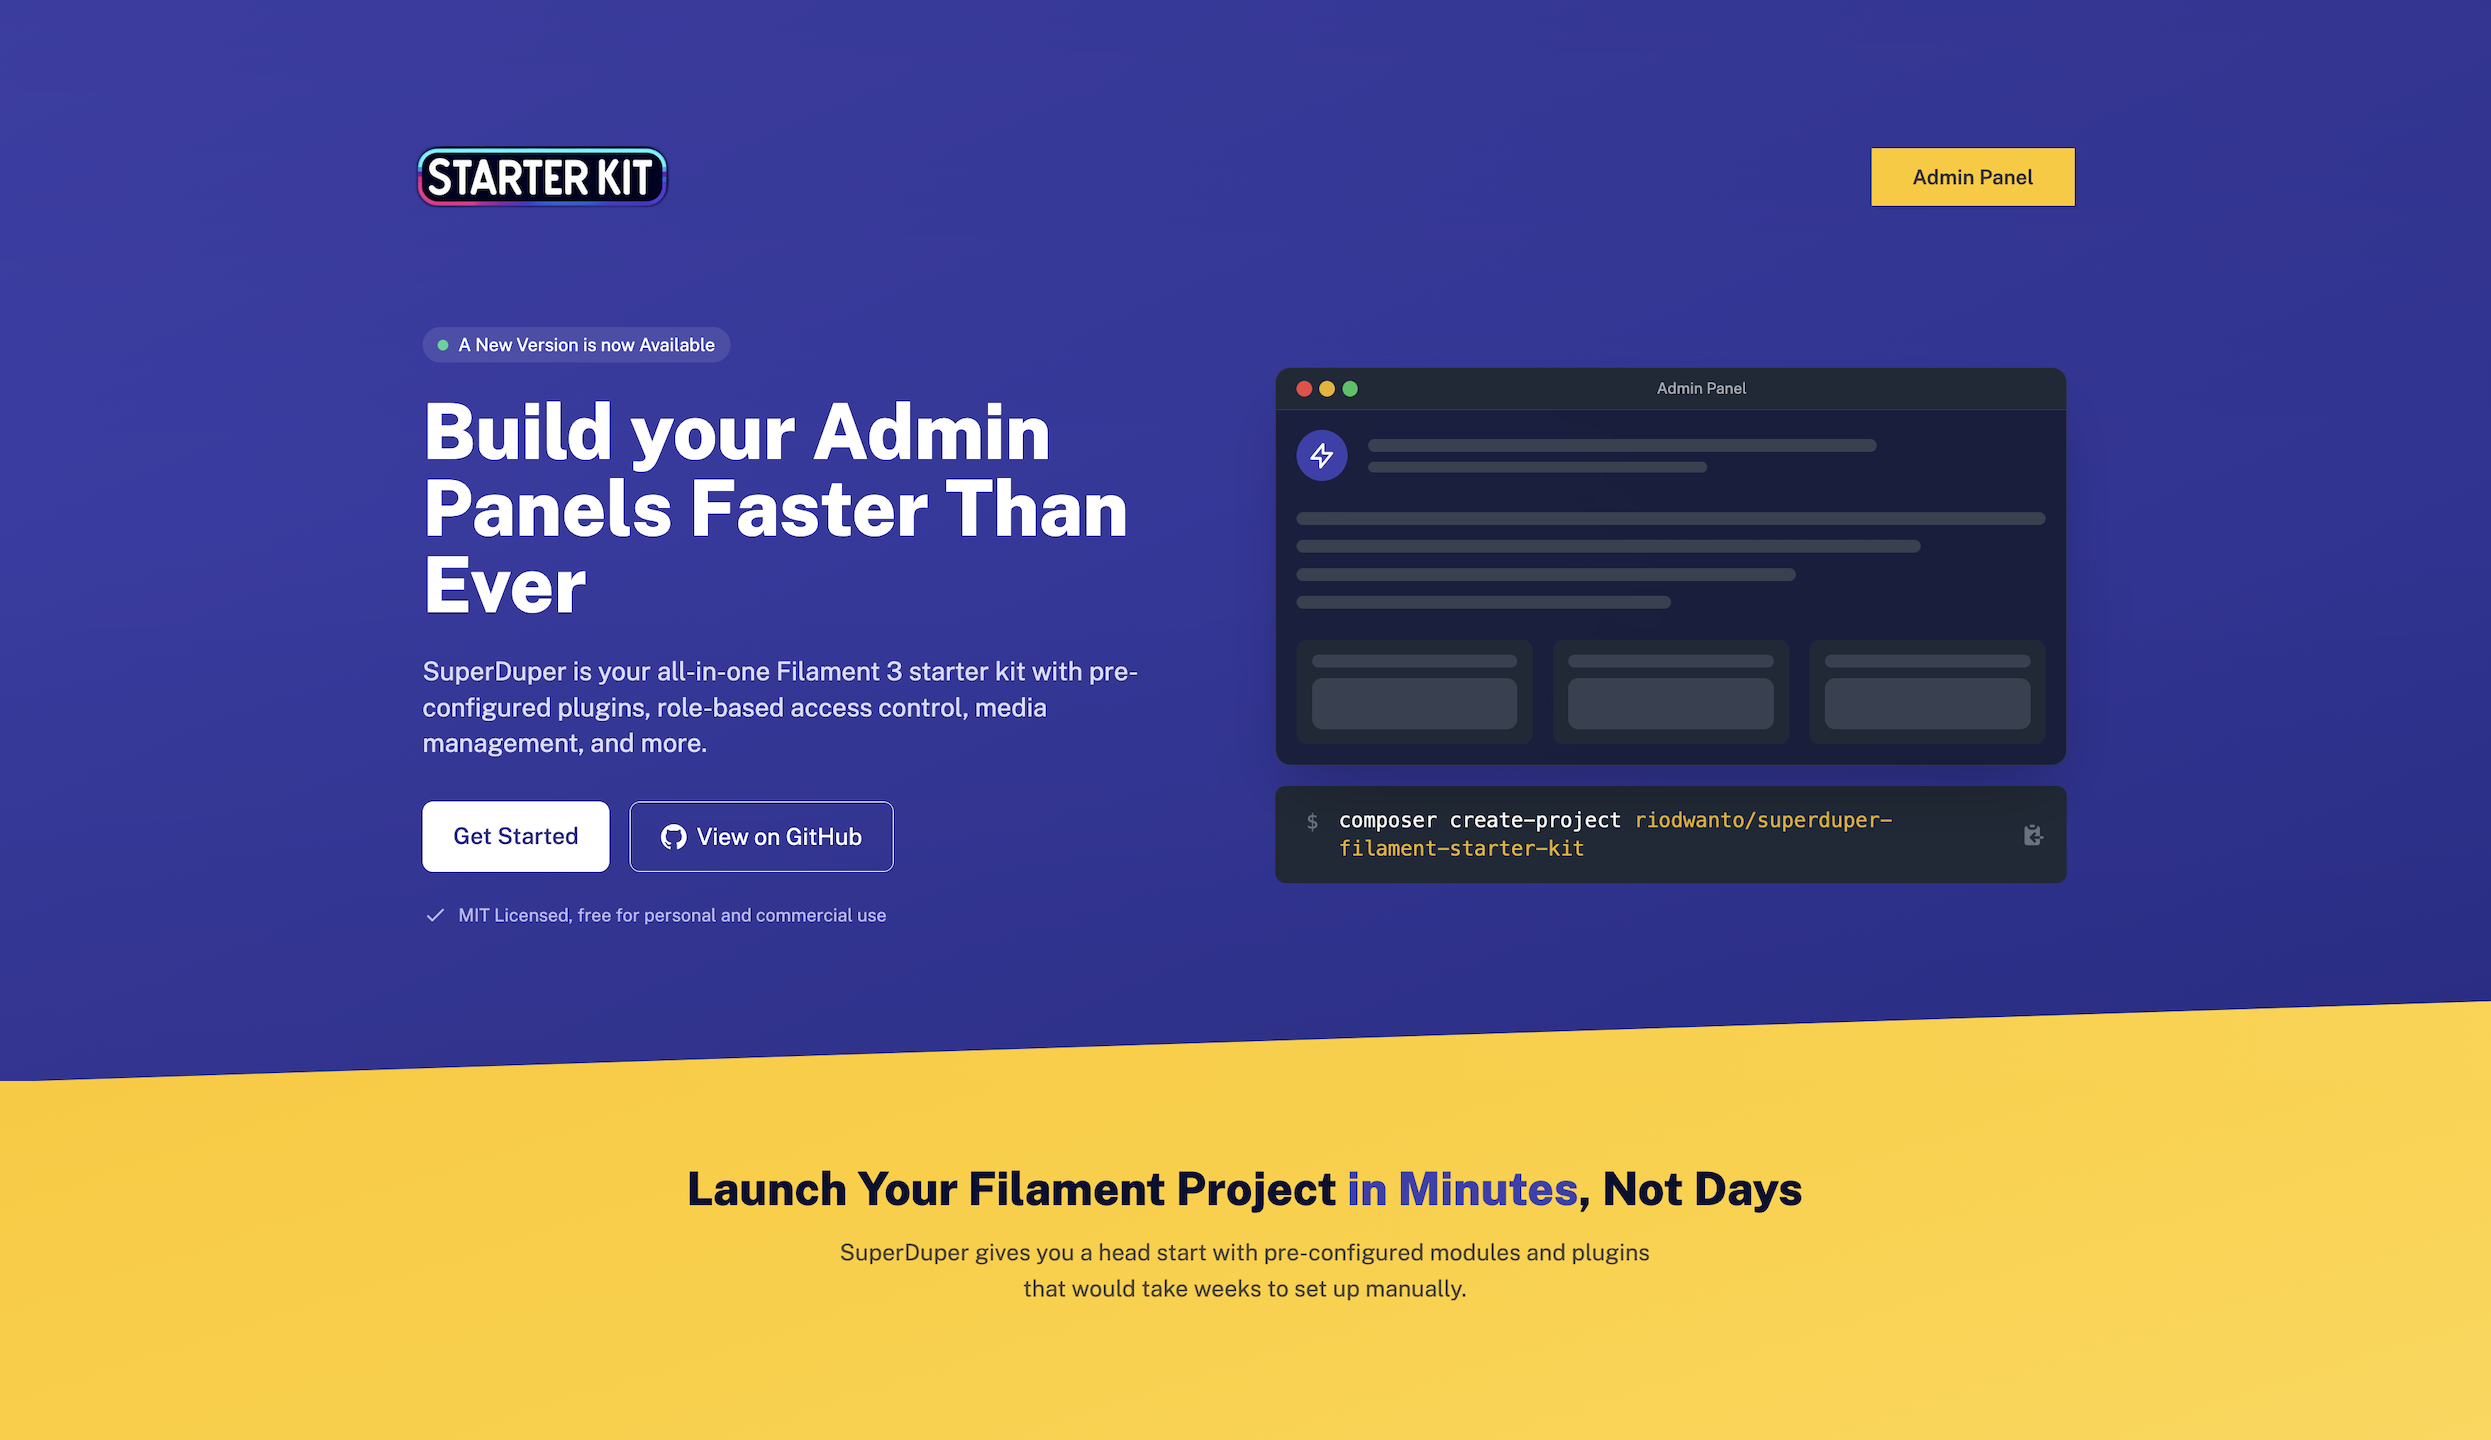 STARTER KIT
Admin Panel
A New Version is now Available
Build your Admin
Panels Faster Than
Ever
SuperDuper is your all-in-one Filament 3 starter kit with pre-
configured plugins, role-based access control, media
management, and more.
Get Started
View on GitHub
MIT Licensed, free for personal and commercial use
Admin Panel
$ composer create-project riodwanto/superduper-
filament-starter-kit
Launch Your Filament Project in Minutes, Not Days
SuperDuper gives you a head start with pre-configured modules and plugins
that would take weeks to set up manually.